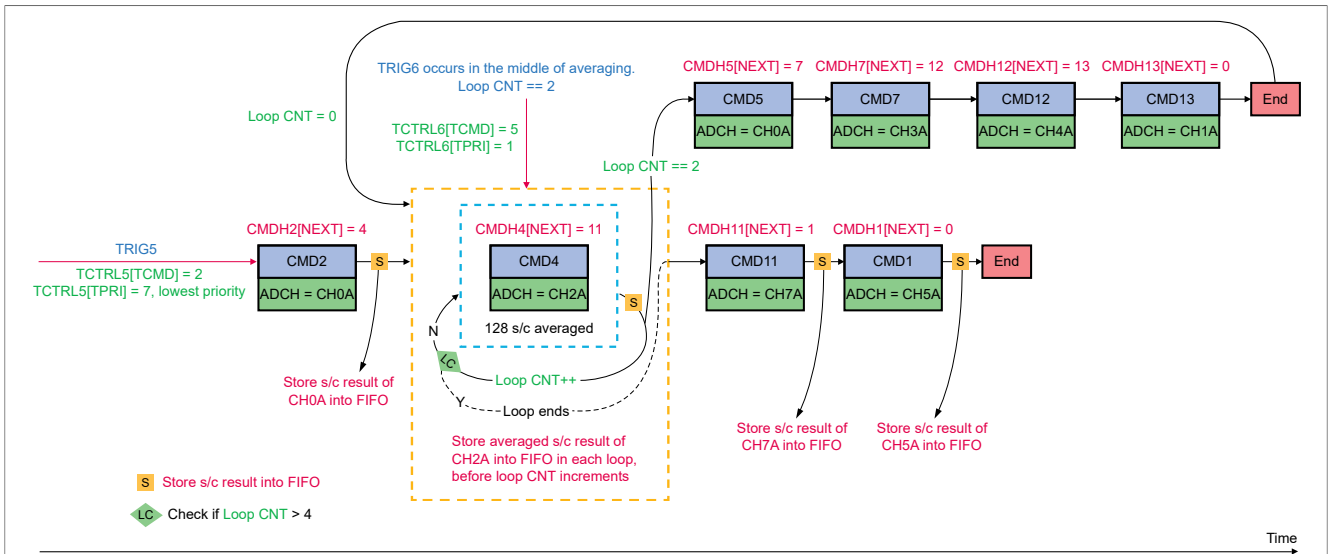 CMDH5[NEXT] = 7
CMDH7[NEXT] = 12
CMDH12[NEXT] = 13
CMDH13[NEXT] = 0
TRIG6 occurs in the middle of averaging.
Loop CNT == 2
CMD5
CMD7
CMD12
CMD13
End
ADCH = CH0A
ADCH = CH3A
ADCH = CH4A
ADCH = CH1A
Loop CNT = 0
TCTRL6[TCMD] = 5
TCTRL6[TPRI] = 1
Loop CNT == 2
CMDH2[NEXT] = 4
CMDH4[NEXT] = 11
CMDH11[NEXT] = 1
CMDH1[NEXT] = 0
TRIG5
CMD2
S
CMD4
CMD11
S
CMD1
S
End
TCTRL5[TCMD] = 2
TCTRL5[TPRI] = 7, lowest priority
ADCH = CH0A
ADCH = CH2A
S
ADCH = CH7A
ADCH = CH5A
128 s/c averaged
N
LC
Loop CNT++
Y
Loop ends
Store s/c result of
CH0A into FIFO
Store averaged s/c result of
CH2A into FIFO in each loop,
before loop CNT increments
Store s/c result of
CH7A into FIFO
Store s/c result of
CH5A into FIFO
S Store s/c result into FIFO
LC Check if Loop CNT > 4
Time